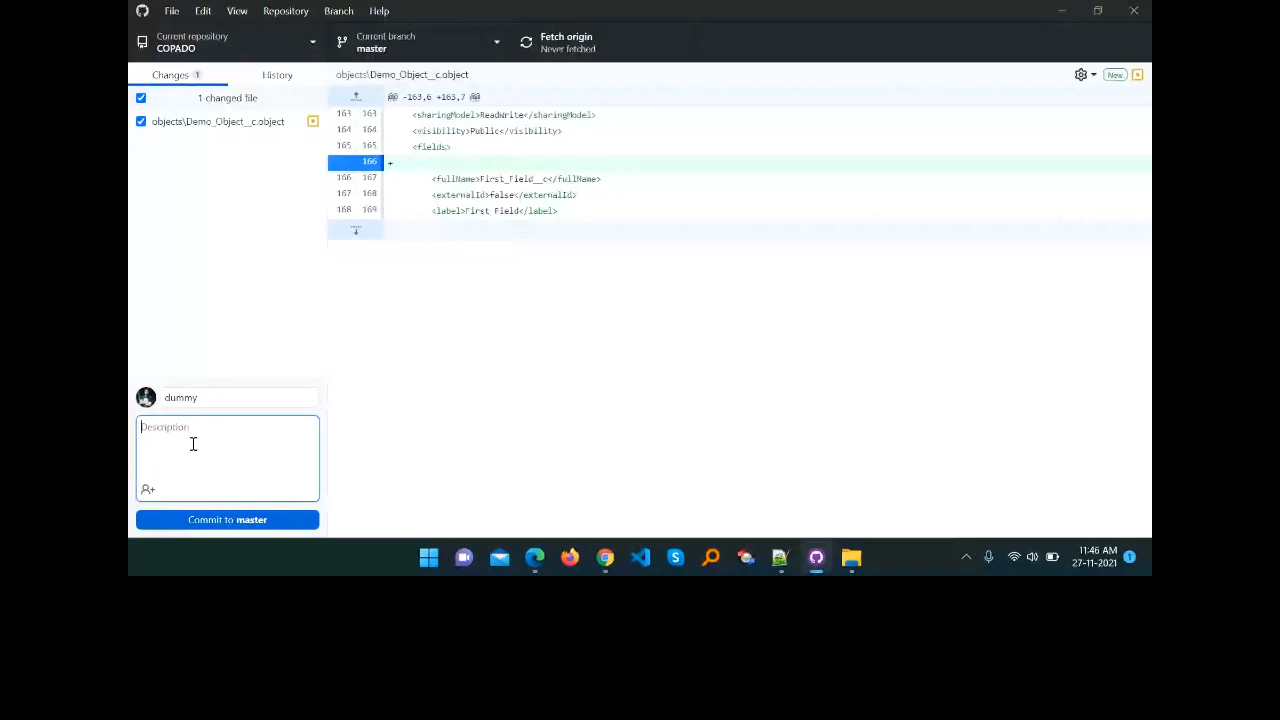 File Edit View Repository Branch Help
Current repository
COPADO
Current branch
master
Fetch origin
Never fetched
Changes 1 History
objects\Demo_Object__c.object
New
1 changed file
@@ -163,6 +163,7 @@
objects\Demo_Object__c.object
163 163 <sharingModel>ReadWrite</sharingModel>
164 164 <visibility>Public</visibility>
165 165 <fields>
166 +
166 167 <fullName>First_Field__c</fullName>
167 168 <externalId>false</externalId>
168 169 <label>First Field</label>
dummy
Description
Commit to master
11:46 AM
27-11-2021
1